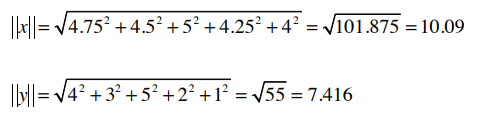 ||x|| = √4.75² + 4.5² + 5² + 4.25² + 4² = √101.875 = 10.09
||y|| = √4² + 3² + 5² + 2² + 1² = √55 = 7.416